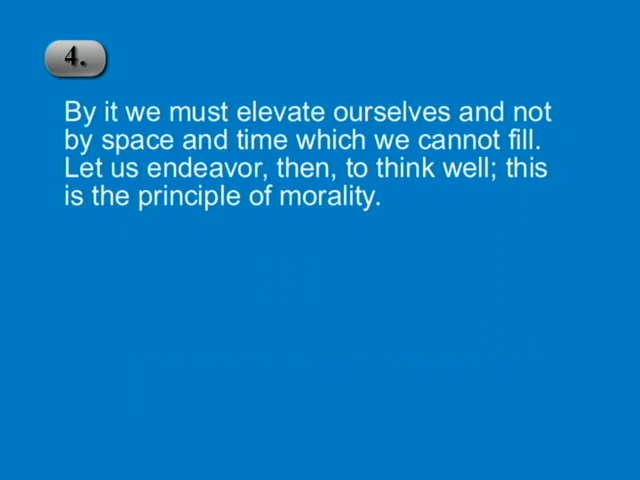 4.
By it we must elevate ourselves and not
by space and time which we cannot fill.
Let us endeavor, then, to think well; this
is the principle of morality.